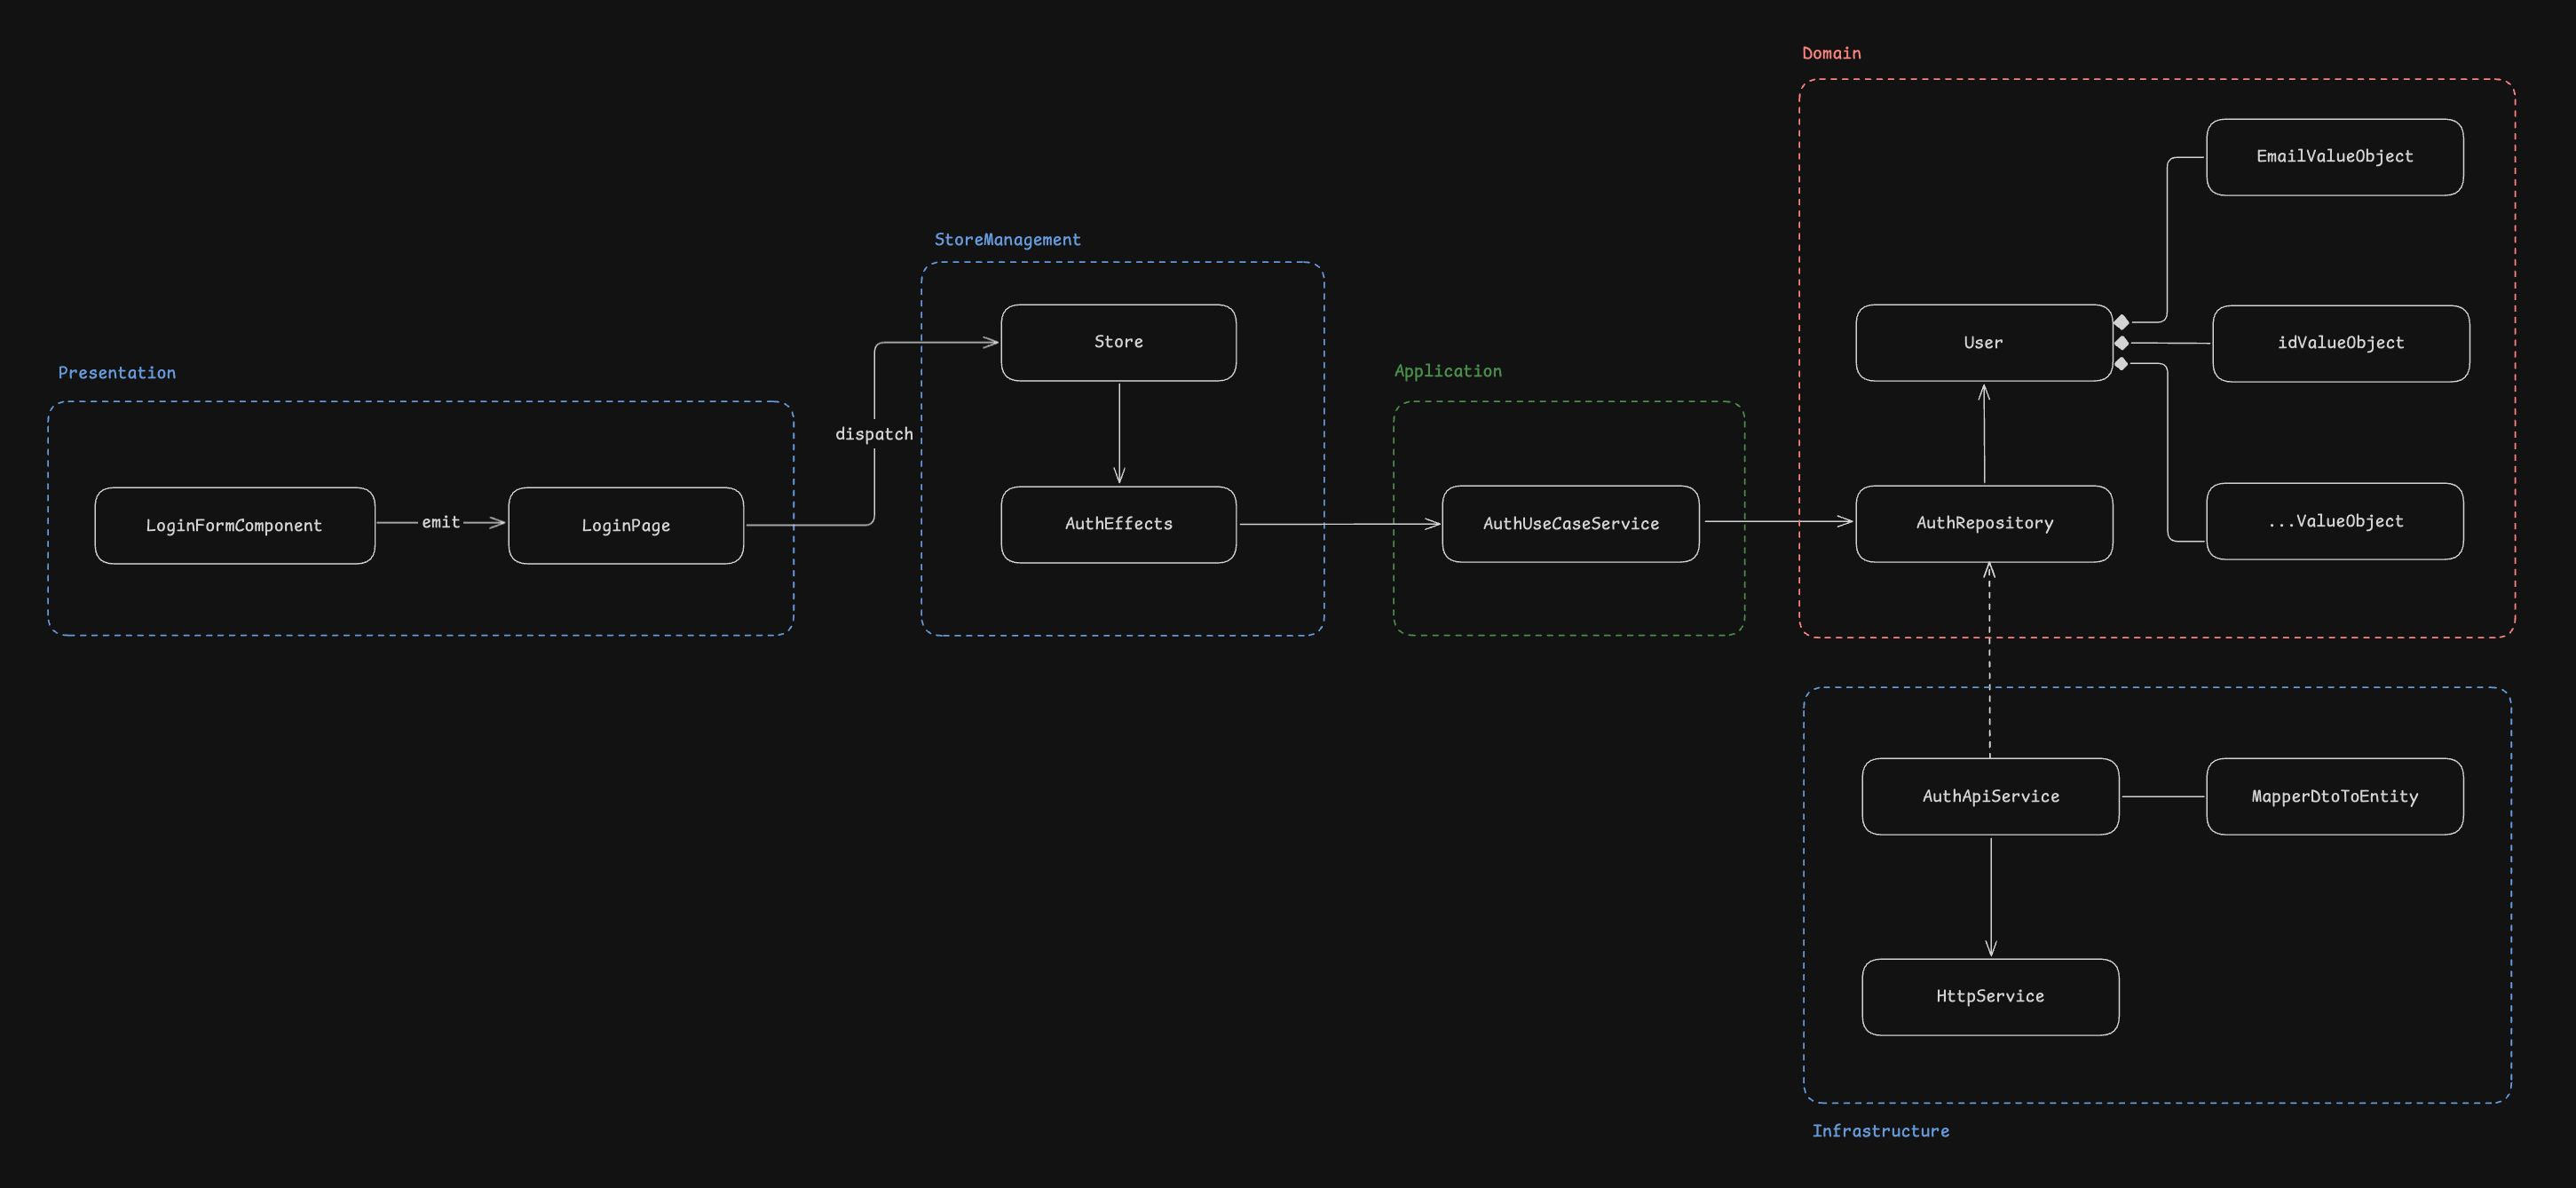 Domain
EmailValueObject
StoreManagement
Store
User
idValueObject
Presentation
Application
dispatch
LoginFormComponent
emit
LoginPage
AuthEffects
AuthUseCaseService
AuthRepository
...ValueObject
AuthApiService
MapperDtoToEntity
HttpService
Infrastructure